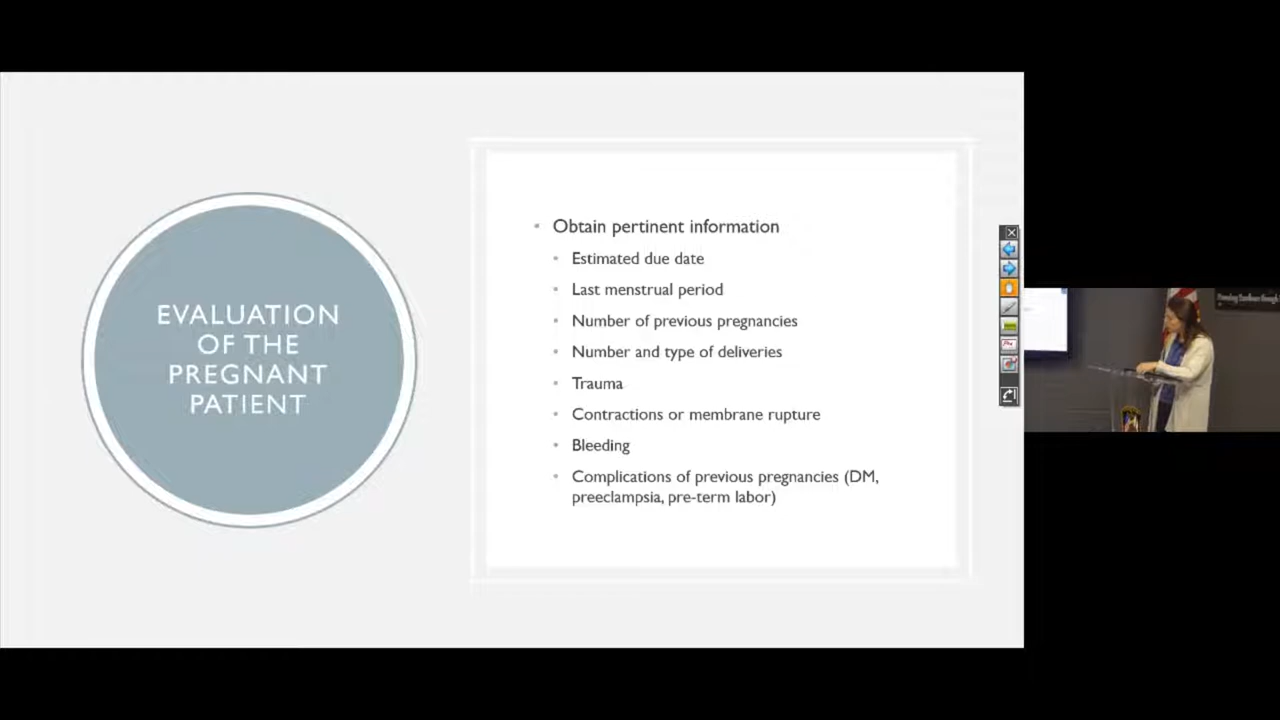 EVALUATION
OF THE
PREGNANT
PATIENT
Obtain pertinent information
Estimated due date
Last menstrual period
Number of previous pregnancies
Number and type of deliveries
Trauma
Contractions or membrane rupture
Bleeding
Complications of previous pregnancies (DM,
preeclampsia, pre-term labor)